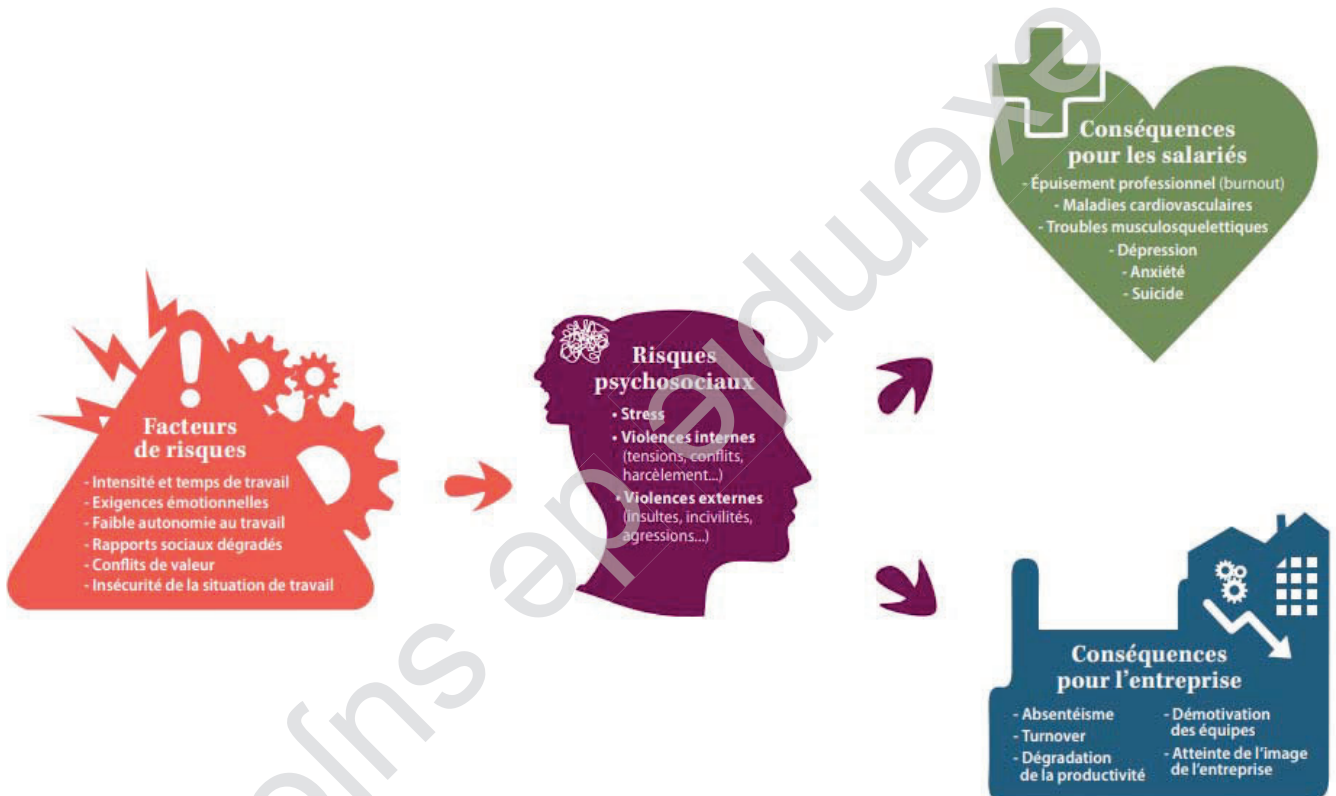 Facteurs
de risques
- Intensité et temps de travail
- Exigences émotionnelles
- Faible autonomie au travail
- Rapports sociaux dégradés
- Conflits de valeur
- Insécurité de la situation de travail
Risques
psychosociaux
• Stress
• Violences internes
(tensions, conflits,
harcèlement...)
• Violences externes
(insultes, incivilités,
agressions...)
Conséquences
pour les salariés
- Épuisement professionnel (burnout)
- Maladies cardiovasculaires
- Troubles musculosquelettiques
- Dépression
- Anxiété
- Suicide
Conséquences
pour l'entreprise
- Absentéisme
- Turnover
- Dégradation
de la productivité
- Démotivation
des équipes
- Atteinte de l'image
de l'entreprise
exemple de sujet